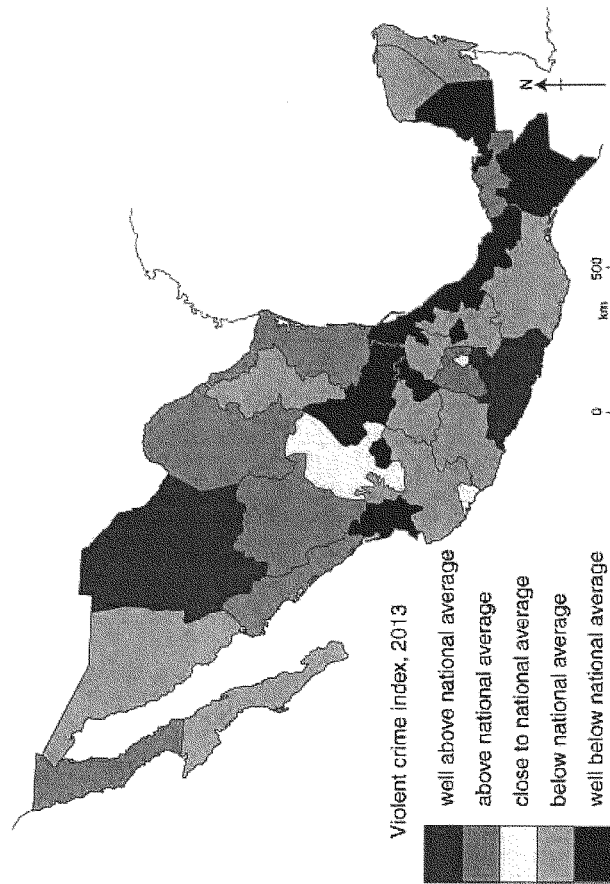 Violent crime index, 2013
well above national average
above national average
close to national average
below national average
well below national average
0 500
km
N